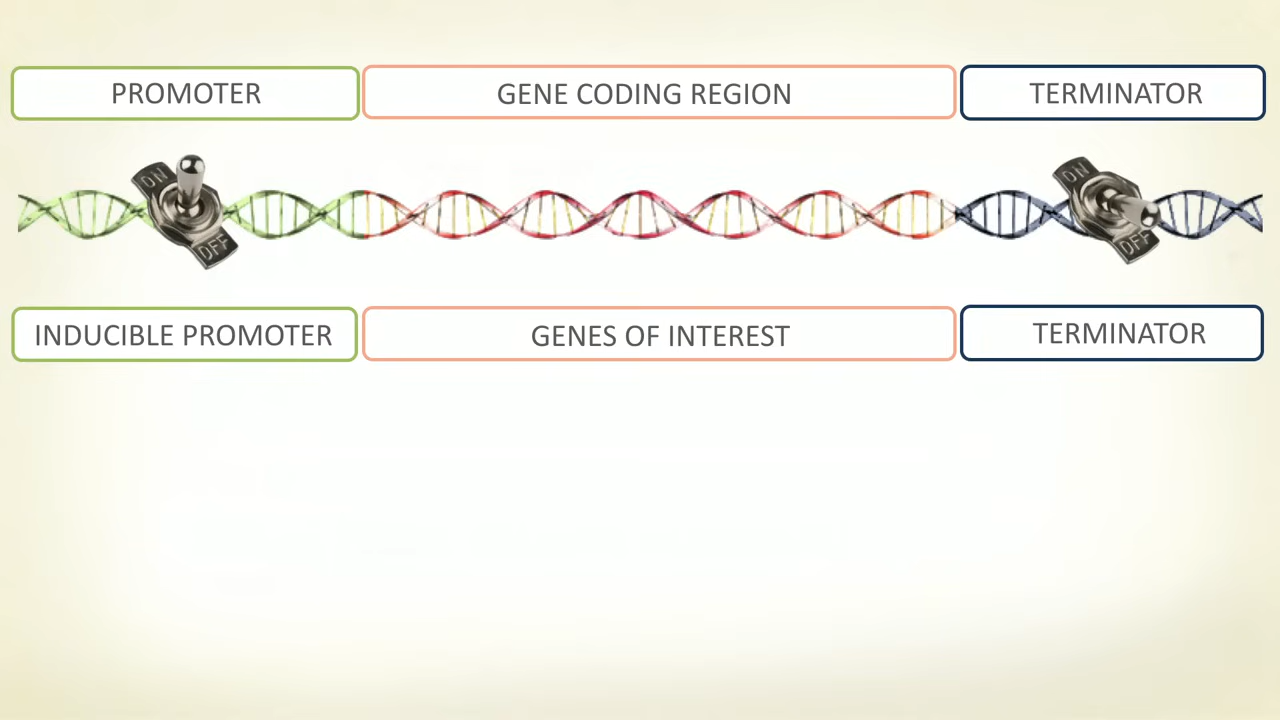 PROMOTER
GENE CODING REGION
TERMINATOR
ON
OFF
ON
OFF
INDUCIBLE PROMOTER
GENES OF INTEREST
TERMINATOR